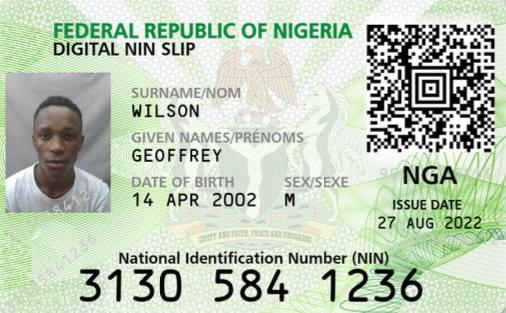 FEDERAL REPUBLIC OF NIGERIA
DIGITAL NIN SLIP
SURNAME/NOM
WILSON
GIVEN NAMES/PRÉNOMS
GEOFFREY
DATE OF BIRTH SEX/SEXE
14 APR 2002 M
NGA
ISSUE DATE
27 AUG 2022
UNITY AND FAITH, PEACE AND PROGRESS
National Identification Number (NIN)
3130 584 1236